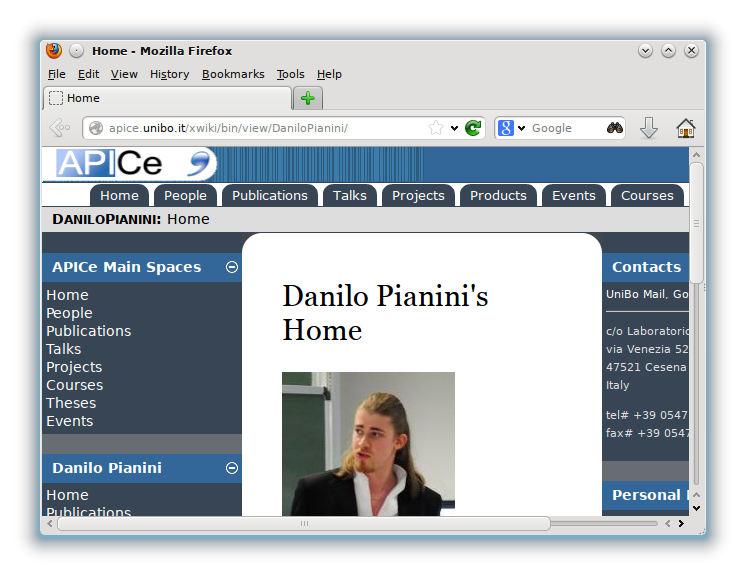 Home - Mozilla Firefox
File Edit View History Bookmarks Tools Help
Home
apice.unibo.it/xwiki/bin/view/DaniloPianini/
Google
APICe
Home People Publications Talks Projects Products Events Courses
DANILOPIANINI: Home
APICe Main Spaces
Home
People
Publications
Talks
Projects
Courses
Theses
Events
Danilo Pianini
Home
Publications
Danilo Pianini's
Home
Contacts
UniBo Mail, Go
c/o Laboratorio
via Venezia 52
47521 Cesena
Italy
tel# +39 0547
fax# +39 0547
Personal